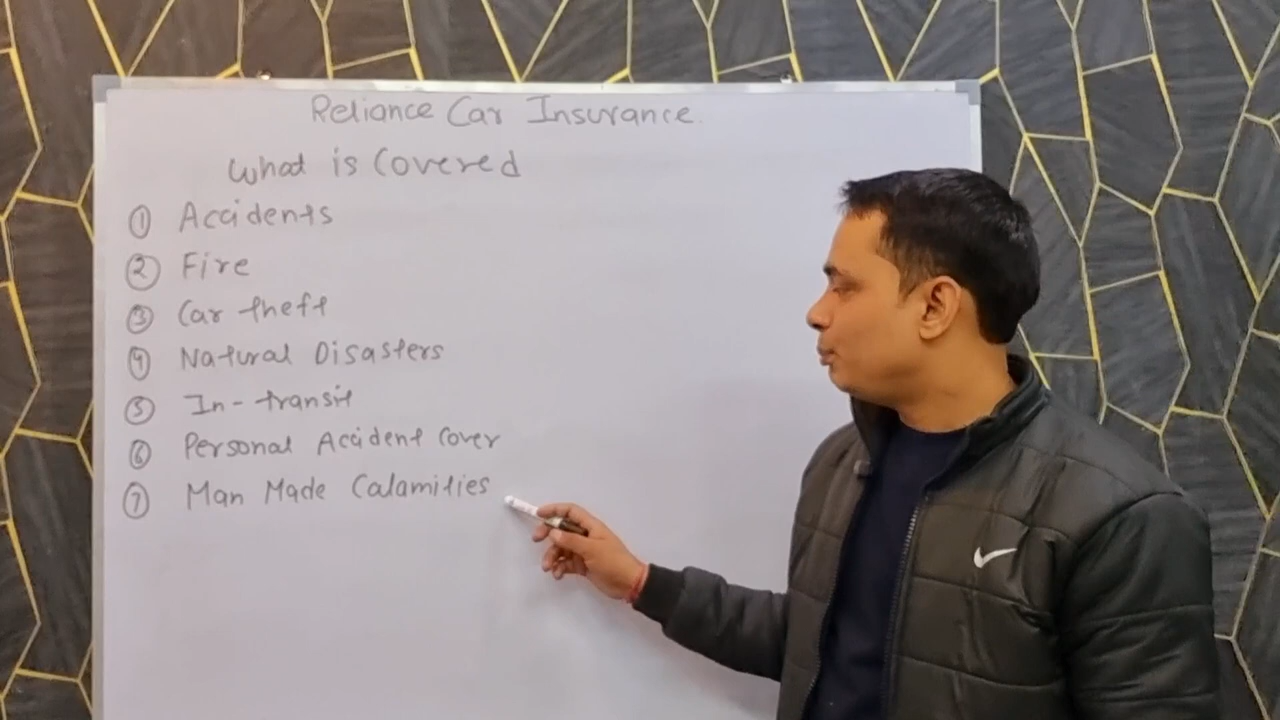 Reliance Car Insurance.
What is Covered
① Accidents
② Fire
③ Car theft
④ Natural Disasters
⑤ In-transit
⑥ Personal Accident Cover
⑦ Man Made Calamities